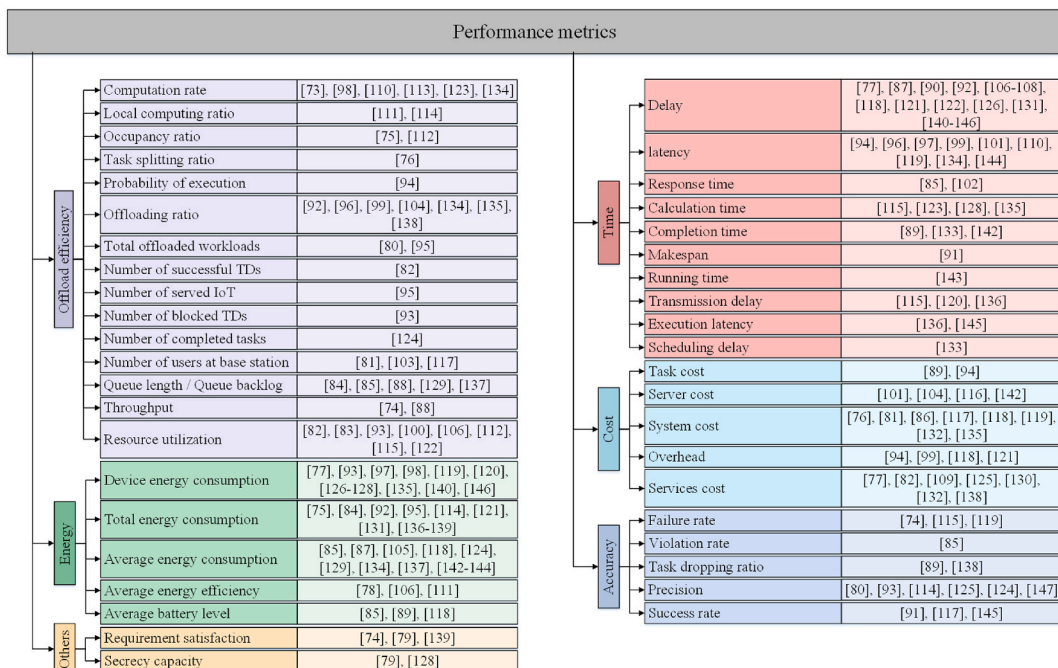 Performance metrics
Offload efficiency
Computation rate
[73], [98], [110], [113], [123], [134]
Local computing ratio
[111], [114]
Occupancy ratio
[75], [112]
Task splitting ratio
[76]
Probability of execution
[94]
Offloading ratio
[92], [96], [99], [104], [134], [135],
[138]
Total offloaded workloads
[80], [95]
Number of successful TDs
[82]
Number of served IoT
[95]
Number of blocked TDs
[93]
Number of completed tasks
[124]
Number of users at base station
[81], [103], [117]
Queue length / Queue backlog
[84], [85], [88], [129], [137]
Throughput
[74], [88]
Resource utilization
[82], [83], [93], [100], [106], [112],
[115], [122]
Energy
Device energy consumption
[77], [93], [97], [98], [119], [120],
[126-128], [135], [140], [146]
Total energy consumption
[75], [84], [92], [95], [114], [121],
[131], [136-139]
Average energy consumption
[85], [87], [105], [118], [124],
[129], [134], [137], [142-144]
Average energy efficiency
[78], [106], [111]
Average battery level
[85], [89], [118]
Others
Requirement satisfaction
[74], [79], [139]
Secrecy capacity
[79], [128]
Time
Delay
[77], [87], [90], [92], [106-108],
[118], [121], [122], [126], [131],
[140-146]
latency
[94], [96], [97], [99], [101], [110],
[119], [134], [144]
Response time
[85], [102]
Calculation time
[115], [123], [128], [135]
Completion time
[89], [133], [142]
Makespan
[91]
Running time
[143]
Transmission delay
[115], [120], [136]
Execution latency
[136], [145]
Scheduling delay
[133]
Cost
Task cost
[89], [94]
Server cost
[101], [104], [116], [142]
System cost
[76], [81], [86], [117], [118], [119],
[132], [135]
Overhead
[94], [99], [118], [121]
Services cost
[77], [82], [109], [125], [130],
[132], [138]
Accuracy
Failure rate
[74], [115], [119]
Violation rate
[85]
Task dropping ratio
[89], [138]
Precision
[80], [93], [114], [125], [124], [147]
Success rate
[91], [117], [145]